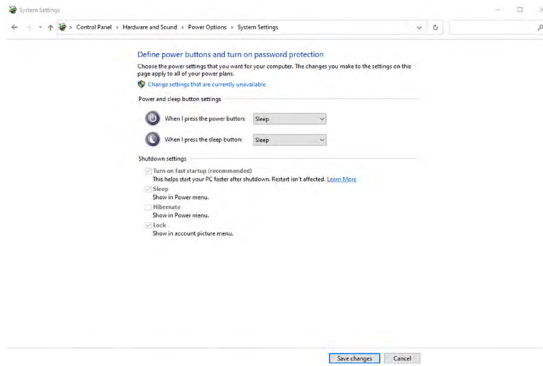 System Settings
Control Panel > Hardware and Sound > Power Options > System Settings
Define power buttons and turn on password protection
Choose the power settings that you want for your computer. The changes you make to the settings on this
page apply to all of your power plans.
Change settings that are currently unavailable
Power and sleep button settings
When I press the power button: Sleep
When I press the sleep button: Sleep
Shutdown settings
Turn on fast startup (recommended)
This helps start your PC faster after shutdown. Restart isn't affected. Learn More
Sleep
Show in Power menu.
Hibernate
Show in Power menu.
Lock
Show in account picture menu.
Save changes Cancel